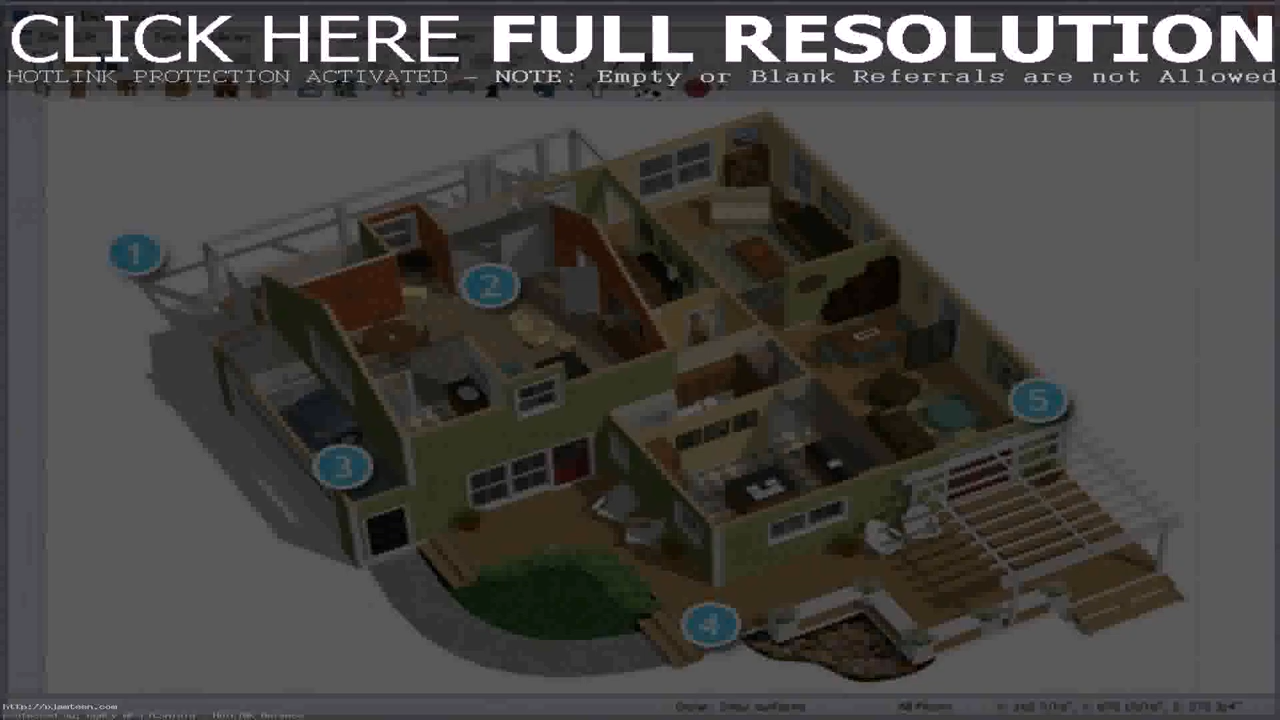 CLICK HERE FULL RESOLUTION
HOTLINK PROTECTION ACTIVATED – NOTE: Empty or Blank Referrals are not Allowed
1
2
5
3
4